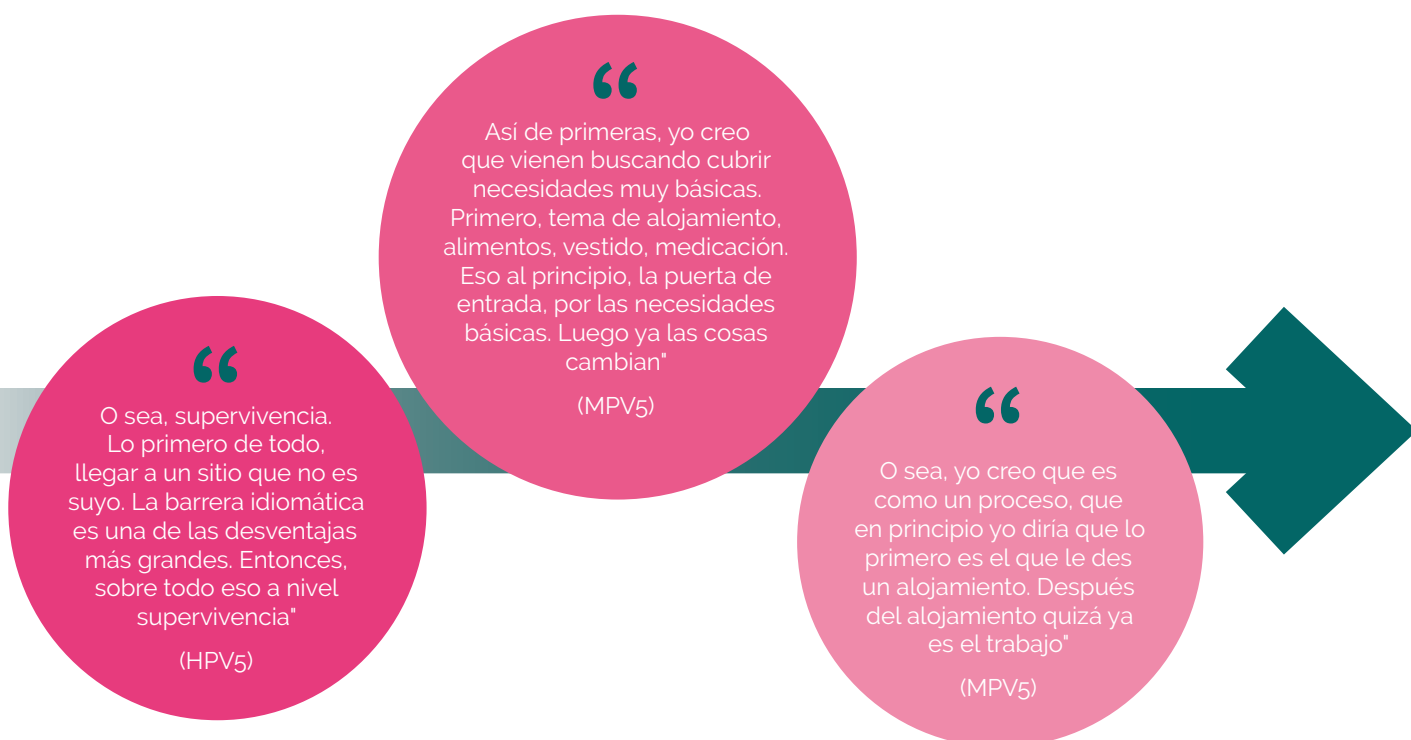 “
O sea, supervivencia.
Lo primero de todo,
llegar a un sitio que no es
suyo. La barrera idiomática
es una de las desventajas
más grandes. Entonces,
sobre todo eso a nivel
supervivencia"
(HPV5)
“
Así de primeras, yo creo
que vienen buscando cubrir
necesidades muy básicas.
Primero, tema de alojamiento,
alimentos, vestido, medicación.
Eso al principio, la puerta de
entrada, por las necesidades
básicas. Luego ya las cosas
cambian"
(MPV5)
“
O sea, yo creo que es
como un proceso, que
en principio yo diría que lo
primero es el que le des
un alojamiento. Después
del alojamiento quizá ya
es el trabajo"
(MPV5)